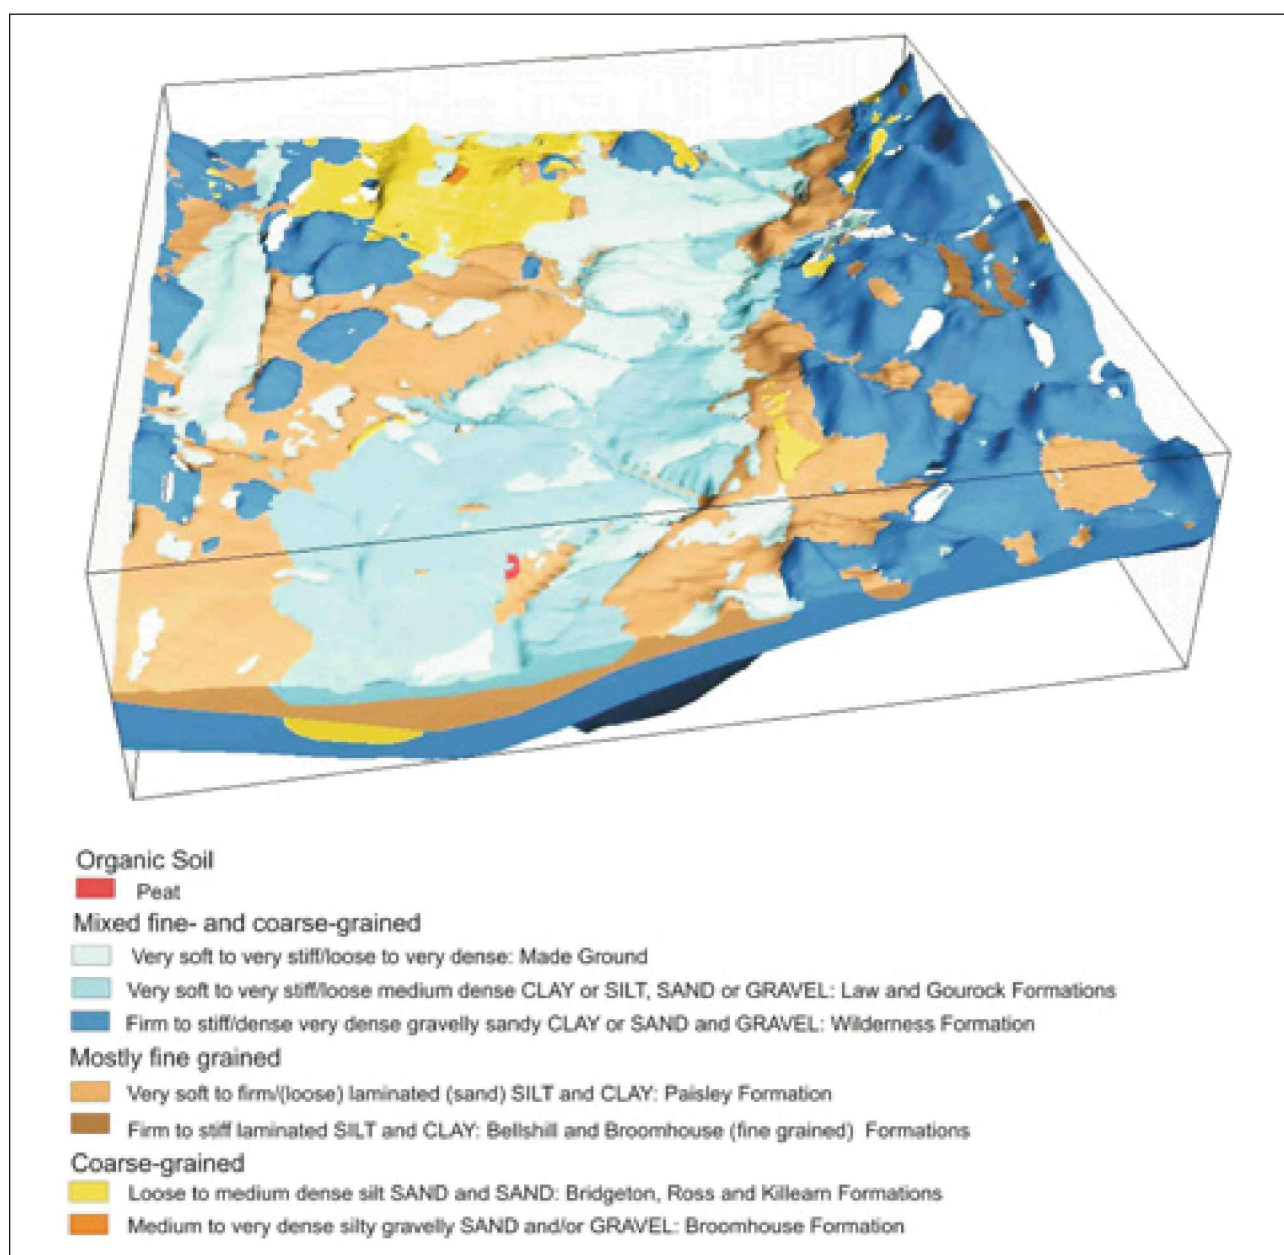 Organic Soil
Peat
Mixed fine- and coarse-grained
Very soft to very stiff/loose to very dense: Made Ground
Very soft to very stiff/loose medium dense CLAY or SILT, SAND or GRAVEL: Law and Gourock Formations
Firm to stiff/dense very dense gravelly sandy CLAY or SAND and GRAVEL: Wilderness Formation
Mostly fine grained
Very soft to firm/(loose) laminated (sand) SILT and CLAY: Paisley Formation
Firm to stiff laminated SILT and CLAY: Bellshill and Broomhouse (fine grained) Formations
Coarse-grained
Loose to medium dense silt SAND and SAND: Bridgeton, Ross and Killearn Formations
Medium to very dense silty gravelly SAND and/or GRAVEL: Broomhouse Formation